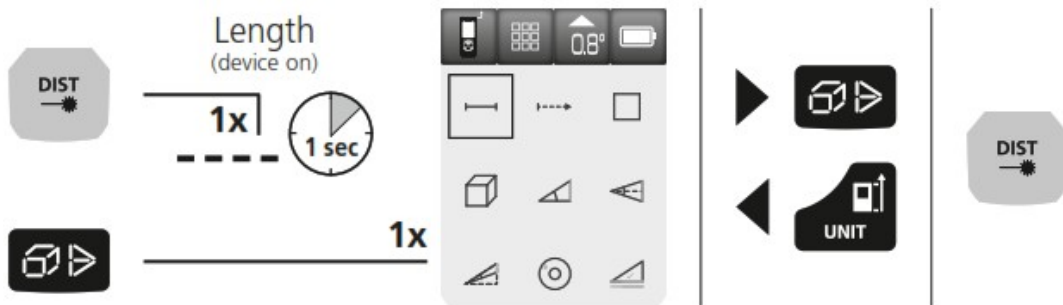 Length
(device on)
DIST
1x
1 sec
1x
0.8°
UNIT
DIST